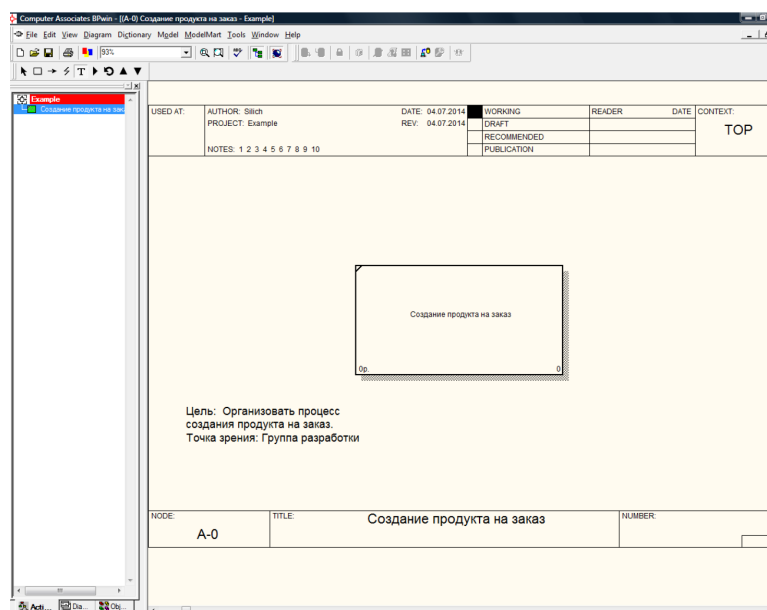 Computer Associates BPwin - [(A-0) Создание продукта на заказ - Example]
File Edit View Diagram Dictionary Model ModelMart Tools Window Help
93%
Example
Создание продукта на зак
USED AT: AUTHOR: Silich DATE: 04.07.2014 WORKING READER DATE CONTEXT:
PROJECT: Example REV: 04.07.2014 DRAFT
TOP
RECOMMENDED
NOTES: 1 2 3 4 5 6 7 8 9 10 PUBLICATION
Создание продукта на заказ
0р. 0
Цель: Организовать процесс
создания продукта на заказ.
Точка зрения: Группа разработки
NODE: TITLE: NUMBER:
A-0 Создание продукта на заказ
Acti... Dia... Obj...